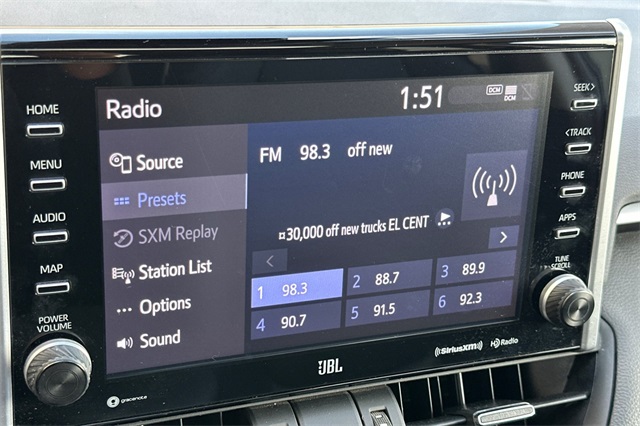 HOME
MENU
AUDIO
MAP
POWER
VOLUME
Radio
1:51
DCM
DCM
Source
Presets
SXM Replay
Station List
Options
Sound
FM 98.3 off new
¤30,000 off new trucks EL CENT
1 98.3
2 88.7
3 89.9
4 90.7
5 91.5
6 92.3
SEEK>
<TRACK
PHONE
APPS
TUNE
SCROLL
gracenote
JBL
((SiriusXM))
HD Radio